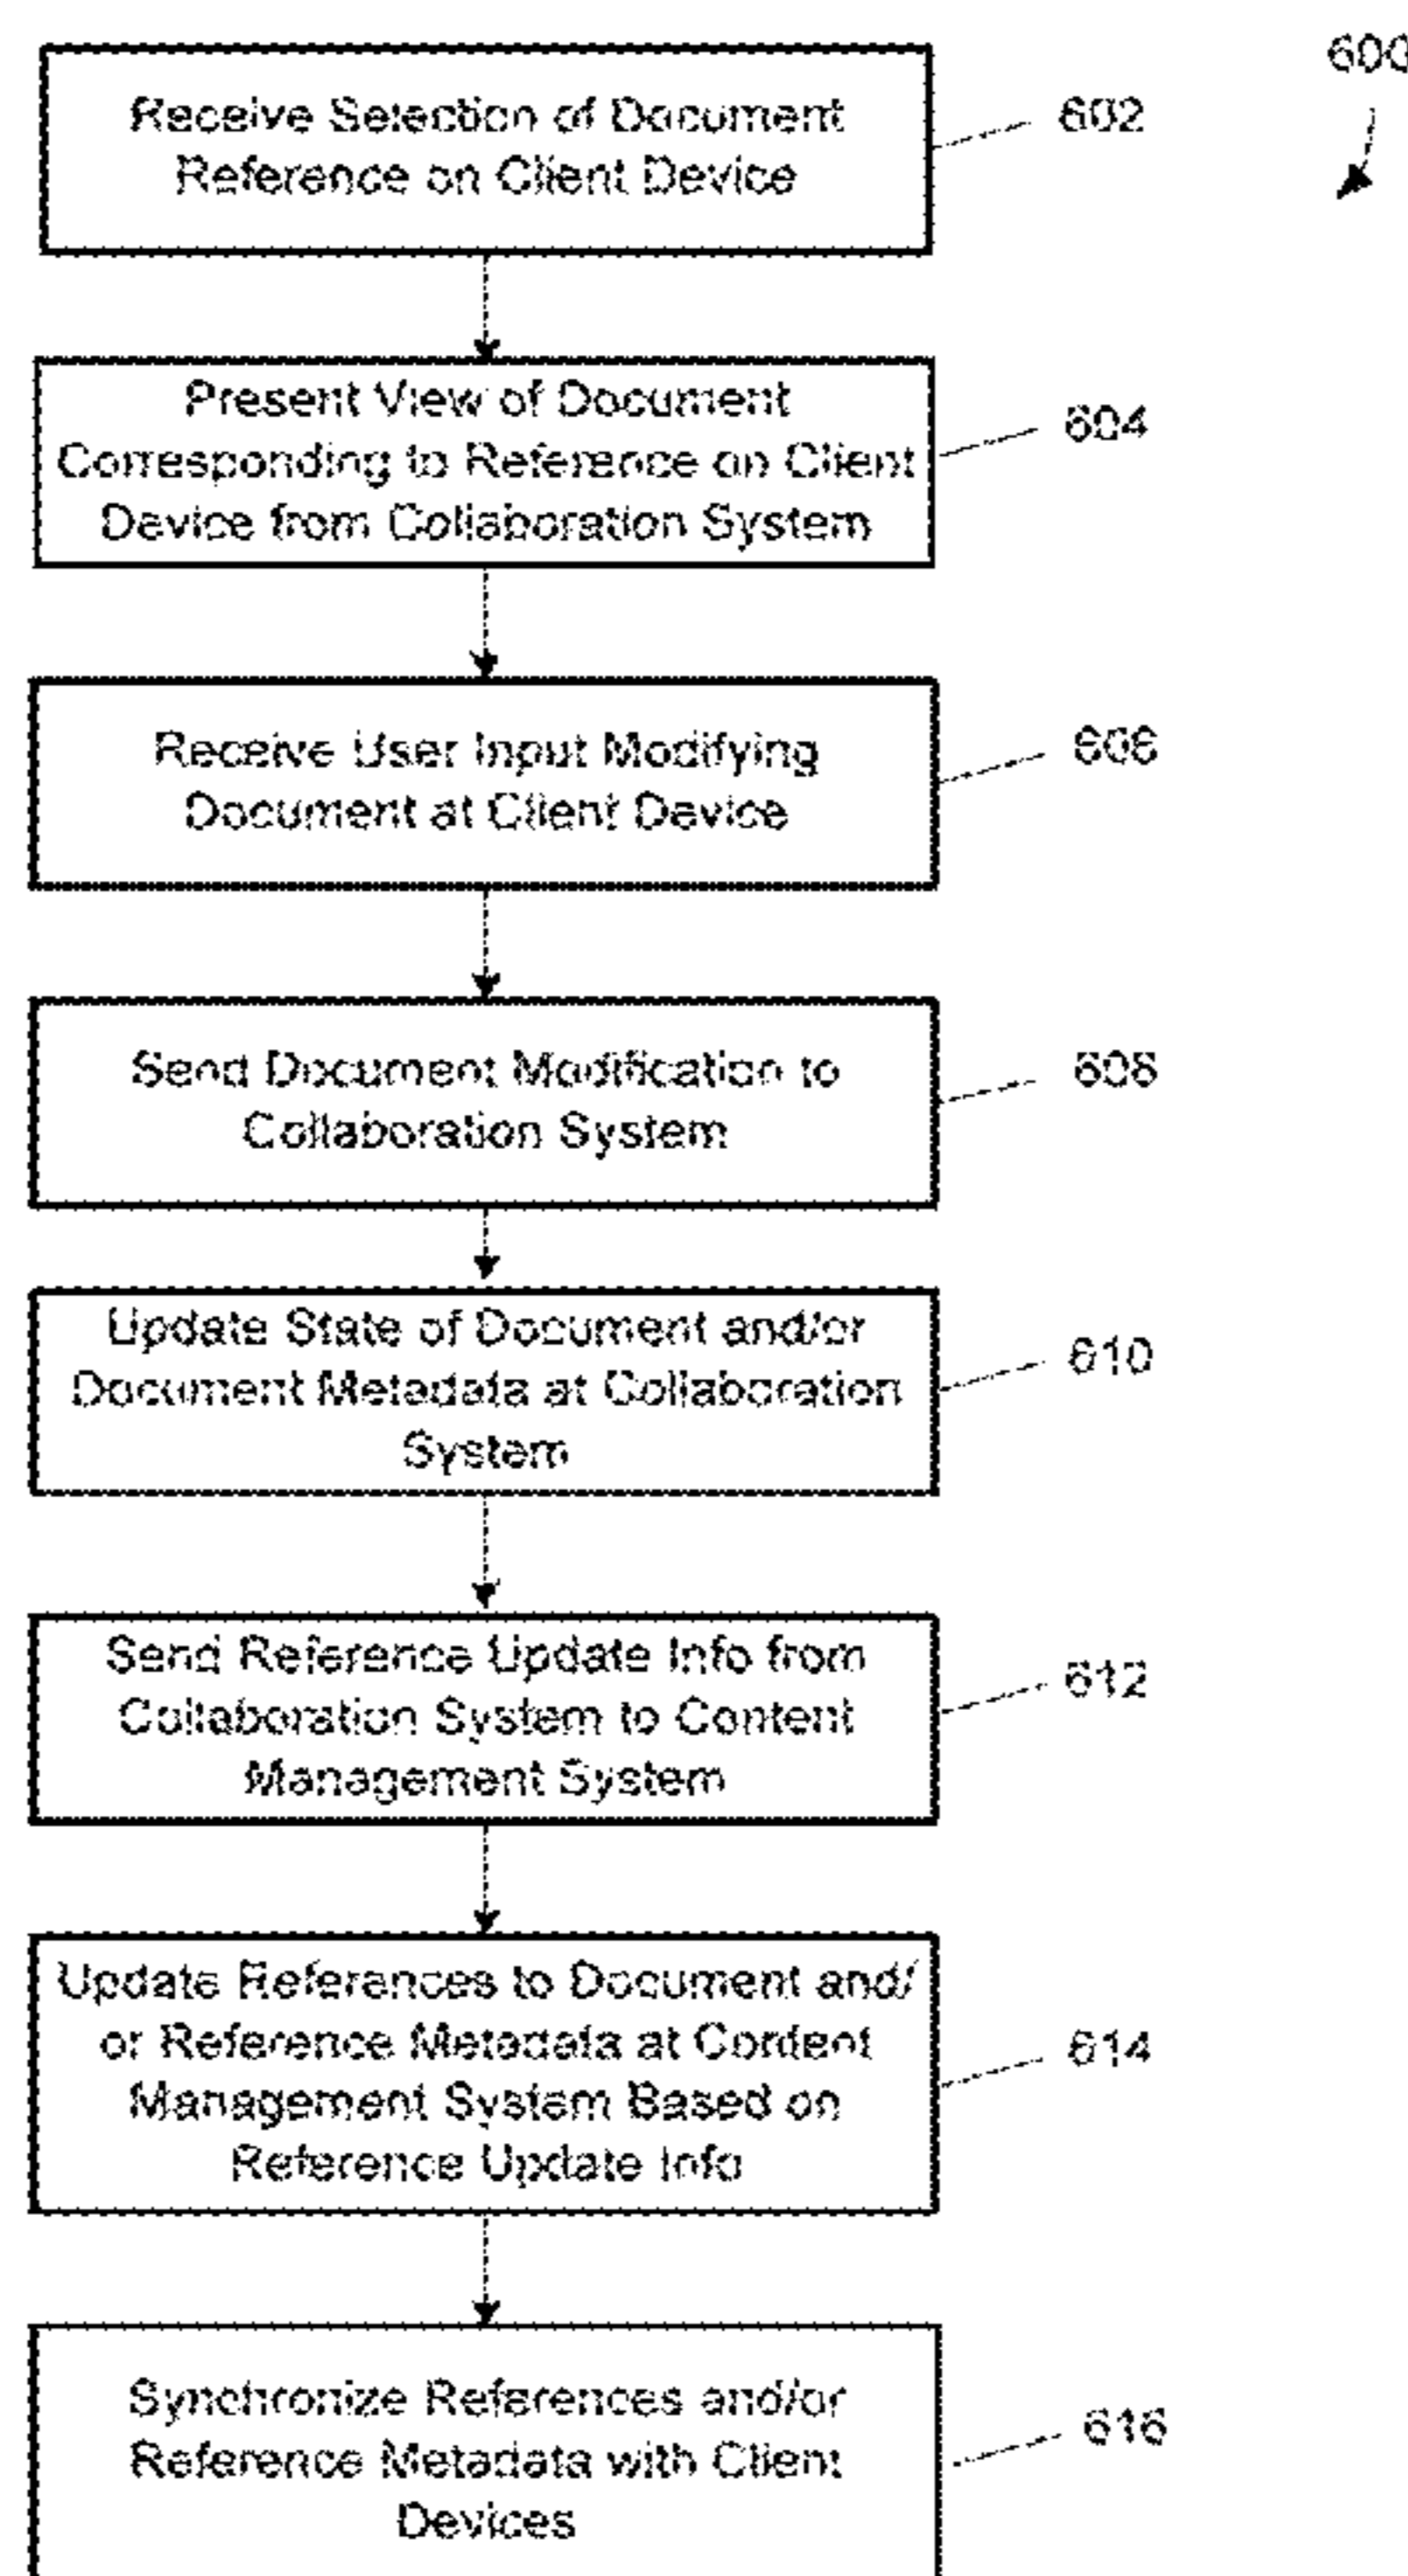 600
Receive Selection of Document
Reference on Client Device
602
Present View of Document
Corresponding to Reference on Client
Device from Collaboration System
604
Receive User Input Modifying
Document at Client Device
606
Send Document Modification to
Collaboration System
608
Update State of Document and/or
Document Metadata at Collaboration
System
610
Send Reference Update Info from
Collaboration System to Content
Management System
612
Update References to Document and/
or Reference Metadata at Content
Management System Based on
Reference Update Info
614
Synchronize References and/or
Reference Metadata with Client
Devices
616